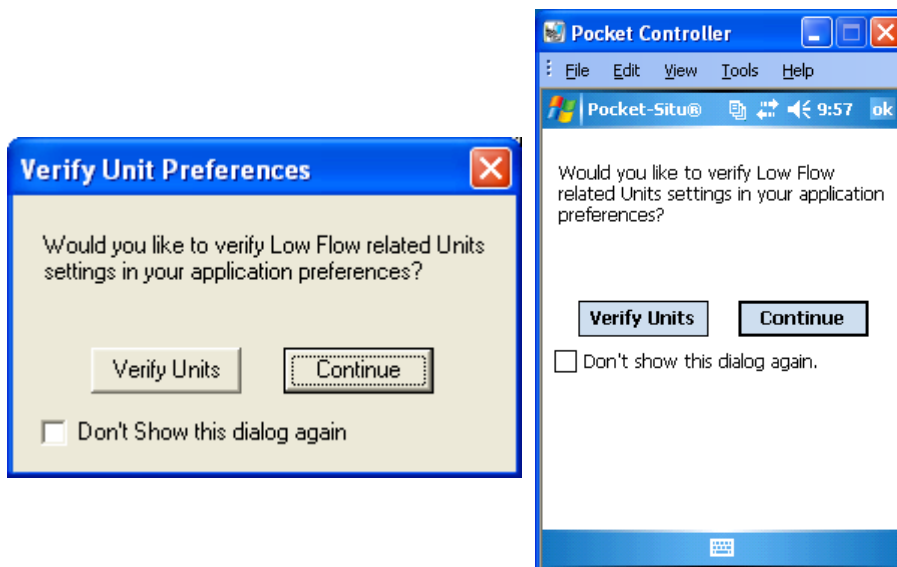 Verify Unit Preferences
Would you like to verify Low Flow related Units
settings in your application preferences?
Verify Units Continue
Don't Show this dialog again
Pocket Controller
File Edit View Tools Help
Pocket-Situ® 9:57 ok
Would you like to verify Low Flow
related Units settings in your application
preferences?
Verify Units Continue
Don't show this dialog again.